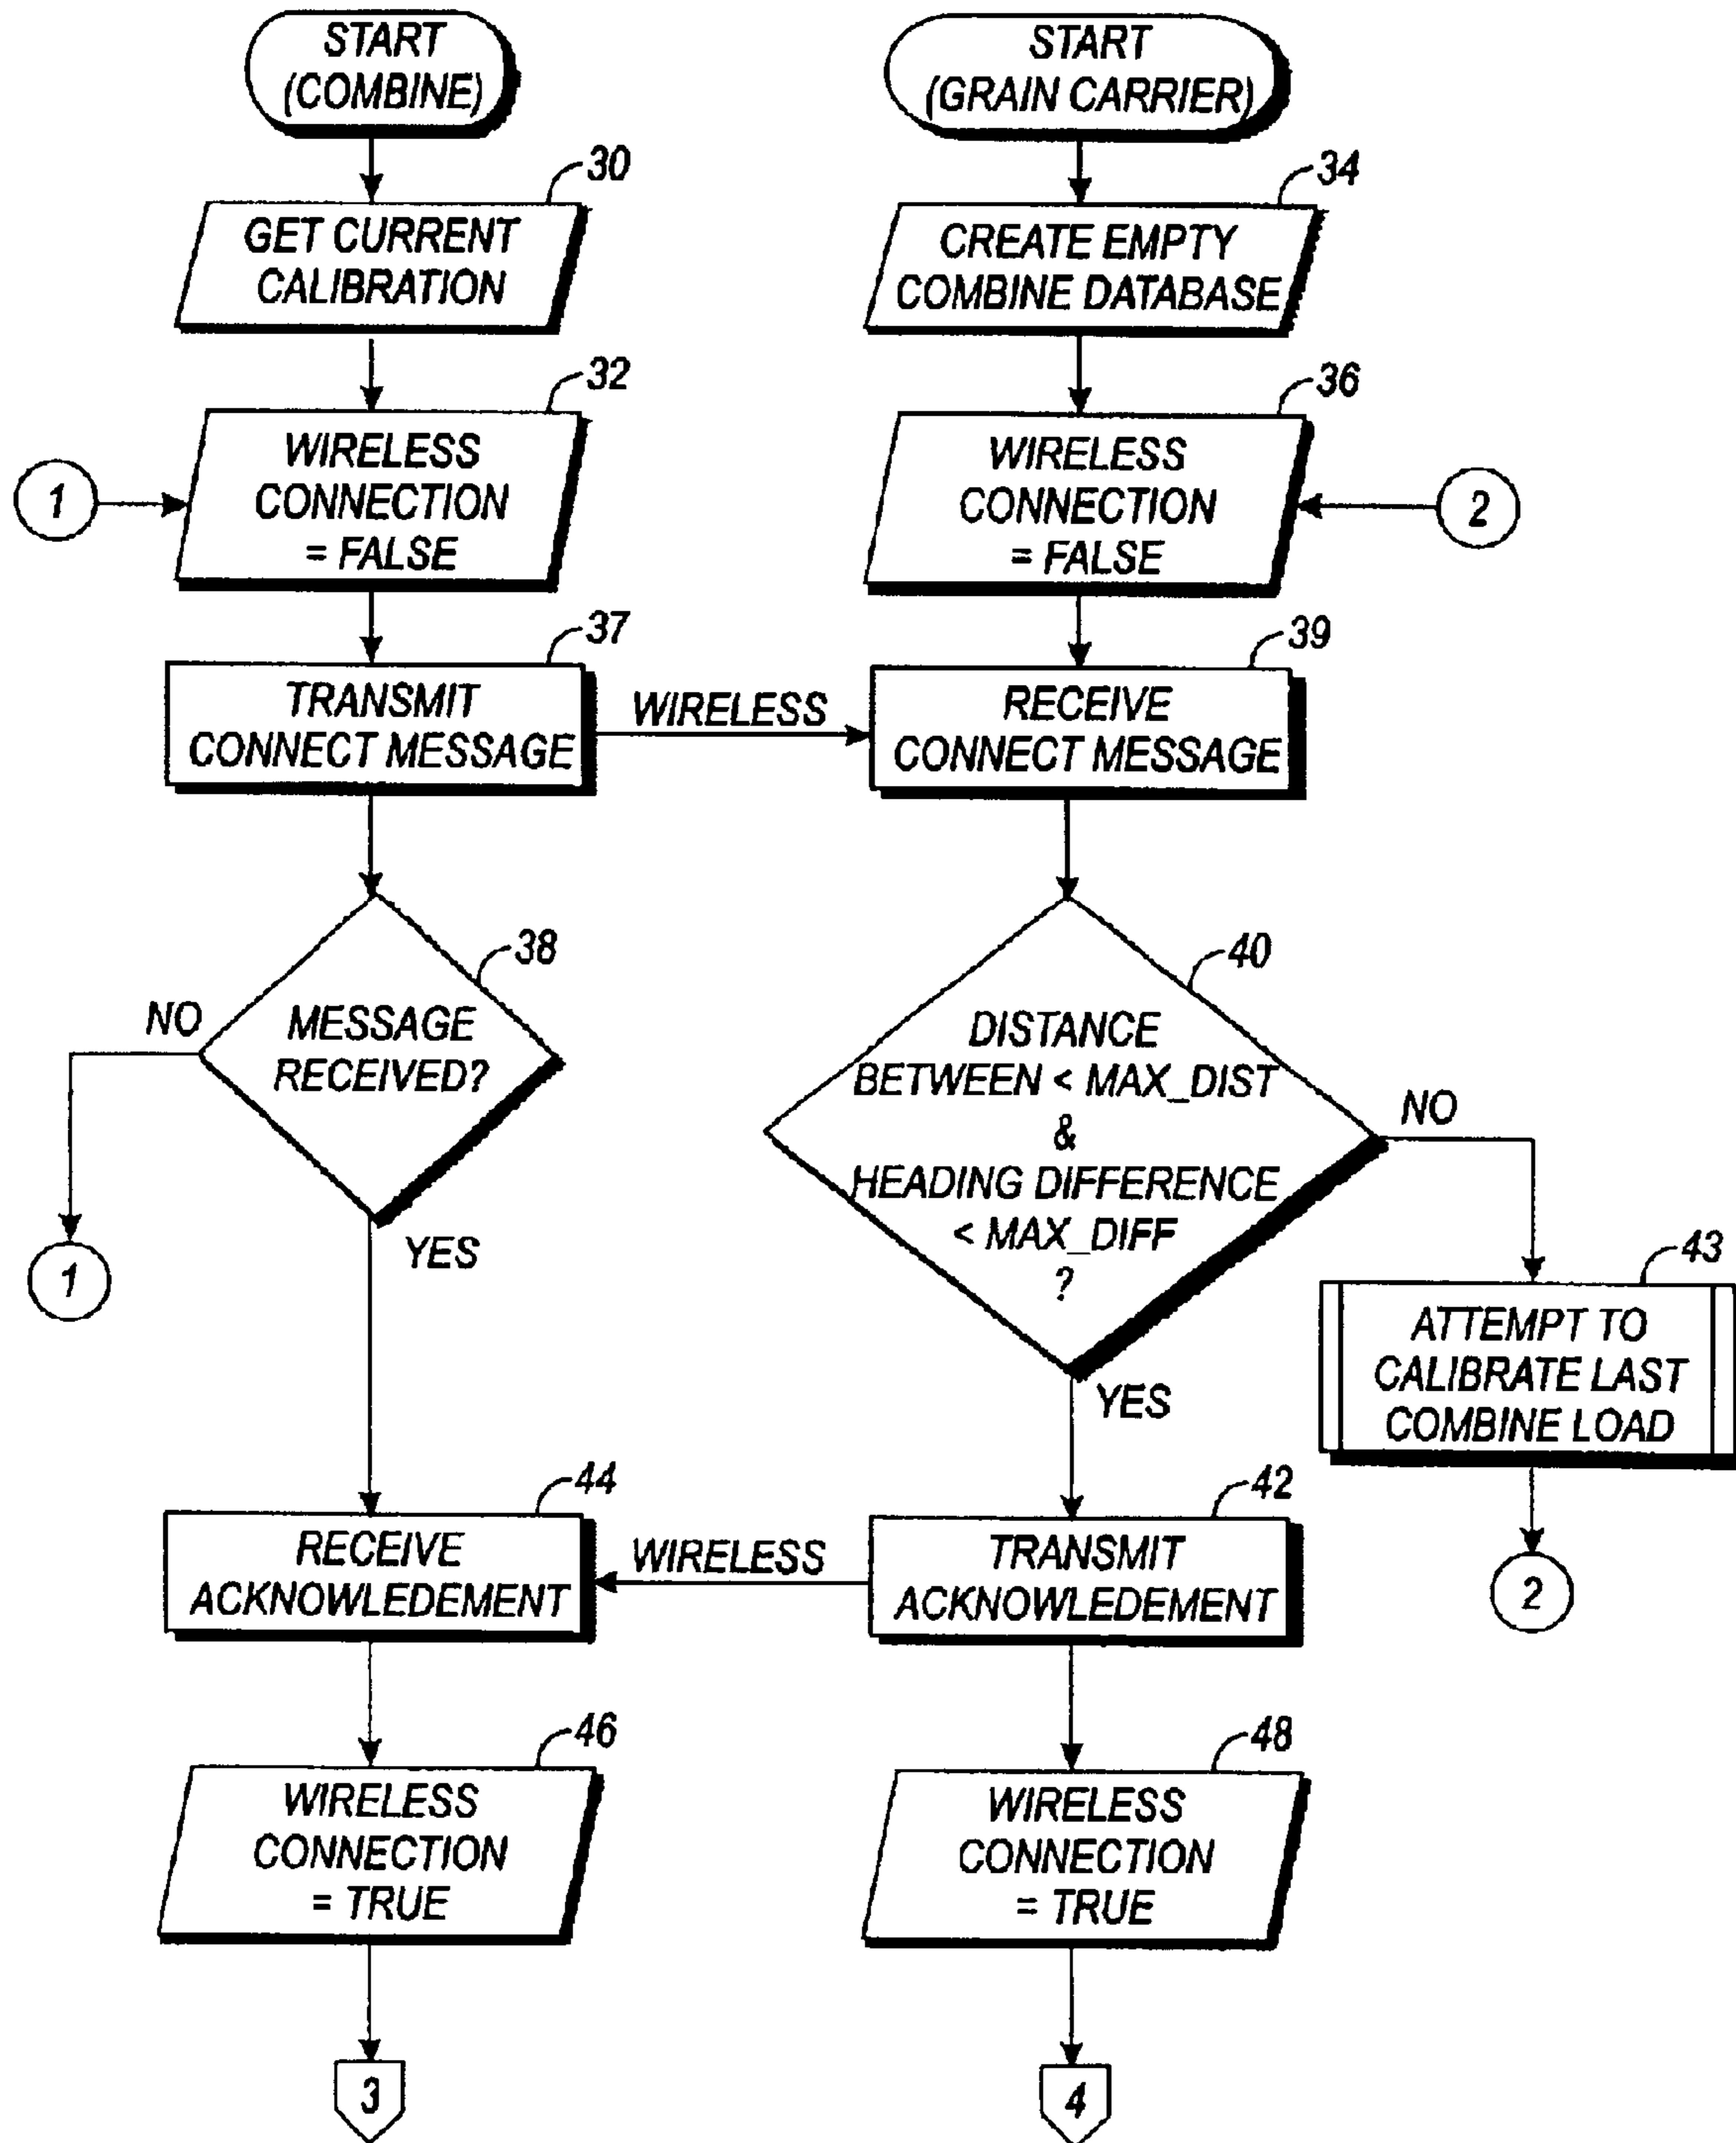 START
(COMBINE)
30
GET CURRENT
CALIBRATION
32
1
WIRELESS
CONNECTION
= FALSE
37
TRANSMIT
CONNECT MESSAGE
WIRELESS
38
NO
MESSAGE
RECEIVED?
1
YES
44
RECEIVE
ACKNOWLEDEMENT
WIRELESS
46
WIRELESS
CONNECTION
= TRUE
3
START
(GRAIN CARRIER)
34
CREATE EMPTY
COMBINE DATABASE
36
WIRELESS
CONNECTION
= FALSE
2
39
RECEIVE
CONNECT MESSAGE
40
DISTANCE
BETWEEN < MAX_DIST
&
HEADING DIFFERENCE
< MAX_DIFF
?
NO
43
ATTEMPT TO
CALIBRATE LAST
COMBINE LOAD
2
YES
42
TRANSMIT
ACKNOWLEDEMENT
48
WIRELESS
CONNECTION
= TRUE
4